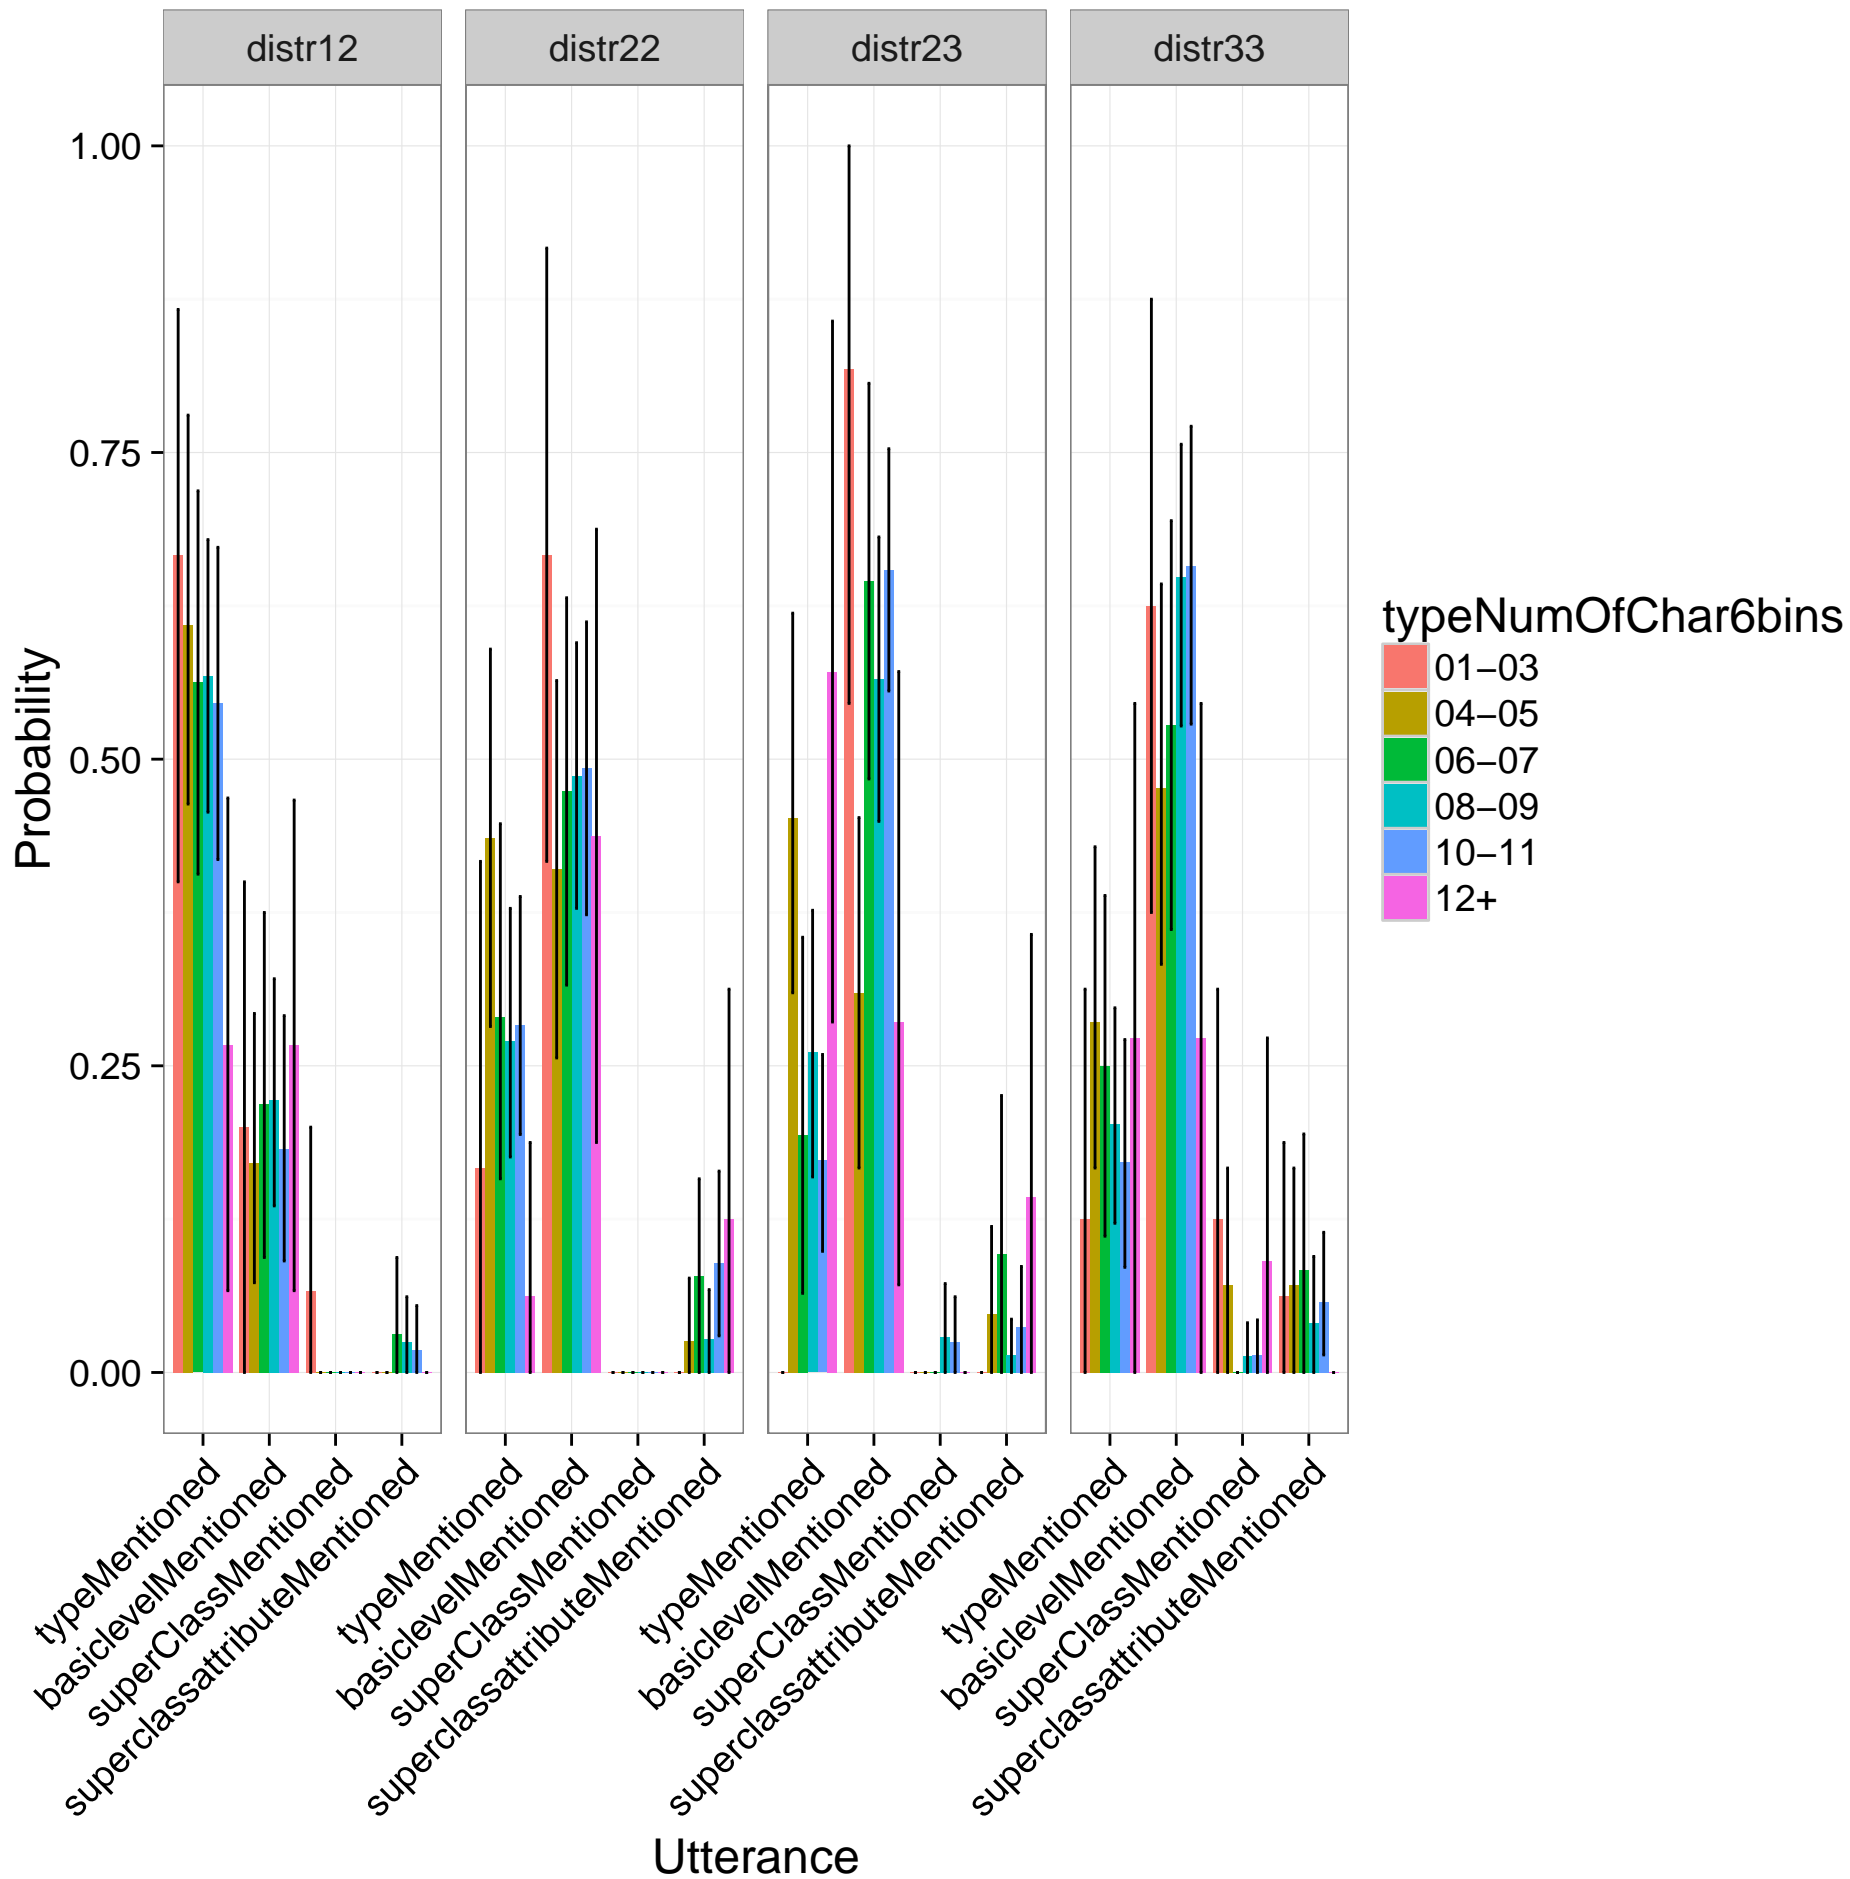 distr12 distr22 distr23 distr33
1.00
0.75
0.50
0.25
0.00
Probability
typeMentioned
basiclevelMentioned
superClassMentioned
superclassattributeMentioned
typeMentioned
basiclevelMentioned
superClassMentioned
superclassattributeMentioned
typeMentioned
basiclevelMentioned
superClassMentioned
superclassattributeMentioned
typeMentioned
basiclevelMentioned
superClassMentioned
superclassattributeMentioned
Utterance
typeNumOfChar6bins
01–03
04–05
06–07
08–09
10–11
12+